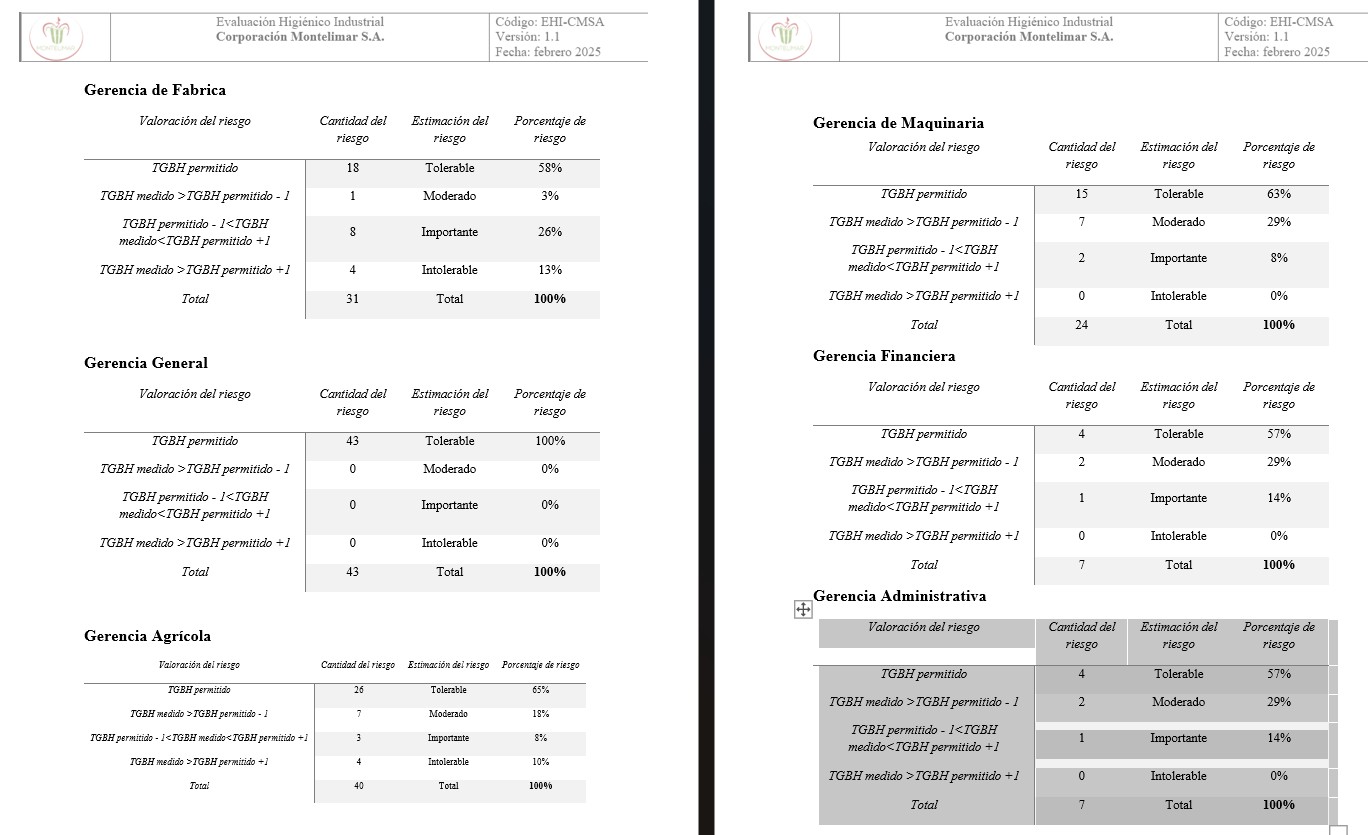 Evaluación Higiénico Industrial
Corporación Montelimar S.A.
Código: EHI-CMSA
Versión: 1.1
Fecha: febrero 2025
MONTELIMAR
Gerencia de Fabrica
Valoración del riesgo Cantidad del riesgo Estimación del riesgo Porcentaje de riesgo
TGBH permitido 18 Tolerable 58%
TGBH medido >TGBH permitido - 1 1 Moderado 3%
TGBH permitido - 1<TGBH
medido<TGBH permitido +1 8 Importante 26%
TGBH medido >TGBH permitido +1 4 Intolerable 13%
Total 31 Total 100%
Gerencia General
Valoración del riesgo Cantidad del riesgo Estimación del riesgo Porcentaje de riesgo
TGBH permitido 43 Tolerable 100%
TGBH medido >TGBH permitido - 1 0 Moderado 0%
TGBH permitido - 1<TGBH
medido<TGBH permitido +1 0 Importante 0%
TGBH medido >TGBH permitido +1 0 Intolerable 0%
Total 43 Total 100%
Gerencia Agrícola
Valoración del riesgo Cantidad del riesgo Estimación del riesgo Porcentaje de riesgo
TGBH permitido 26 Tolerable 65%
TGBH medido >TGBH permitido - 1 7 Moderado 18%
TGBH permitido - 1<TGBH medido<TGBH permitido +1 3 Importante 8%
TGBH medido >TGBH permitido +1 4 Intolerable 10%
Total 40 Total 100%
Evaluación Higiénico Industrial
Corporación Montelimar S.A.
Código: EHI-CMSA
Versión: 1.1
Fecha: febrero 2025
MONTELIMAR
Gerencia de Maquinaria
Valoración del riesgo Cantidad del riesgo Estimación del riesgo Porcentaje de riesgo
TGBH permitido 15 Tolerable 63%
TGBH medido >TGBH permitido - 1 7 Moderado 29%
TGBH permitido - 1<TGBH
medido<TGBH permitido +1 2 Importante 8%
TGBH medido >TGBH permitido +1 0 Intolerable 0%
Total 24 Total 100%
Gerencia Financiera
Valoración del riesgo Cantidad del riesgo Estimación del riesgo Porcentaje de riesgo
TGBH permitido 4 Tolerable 57%
TGBH medido >TGBH permitido - 1 2 Moderado 29%
TGBH permitido - 1<TGBH
medido<TGBH permitido +1 1 Importante 14%
TGBH medido >TGBH permitido +1 0 Intolerable 0%
Total 7 Total 100%
Gerencia Administrativa
Valoración del riesgo Cantidad del riesgo Estimación del riesgo Porcentaje de riesgo
TGBH permitido 4 Tolerable 57%
TGBH medido >TGBH permitido - 1 2 Moderado 29%
TGBH permitido - 1<TGBH
medido<TGBH permitido +1 1 Importante 14%
TGBH medido >TGBH permitido +1 0 Intolerable 0%
Total 7 Total 100%